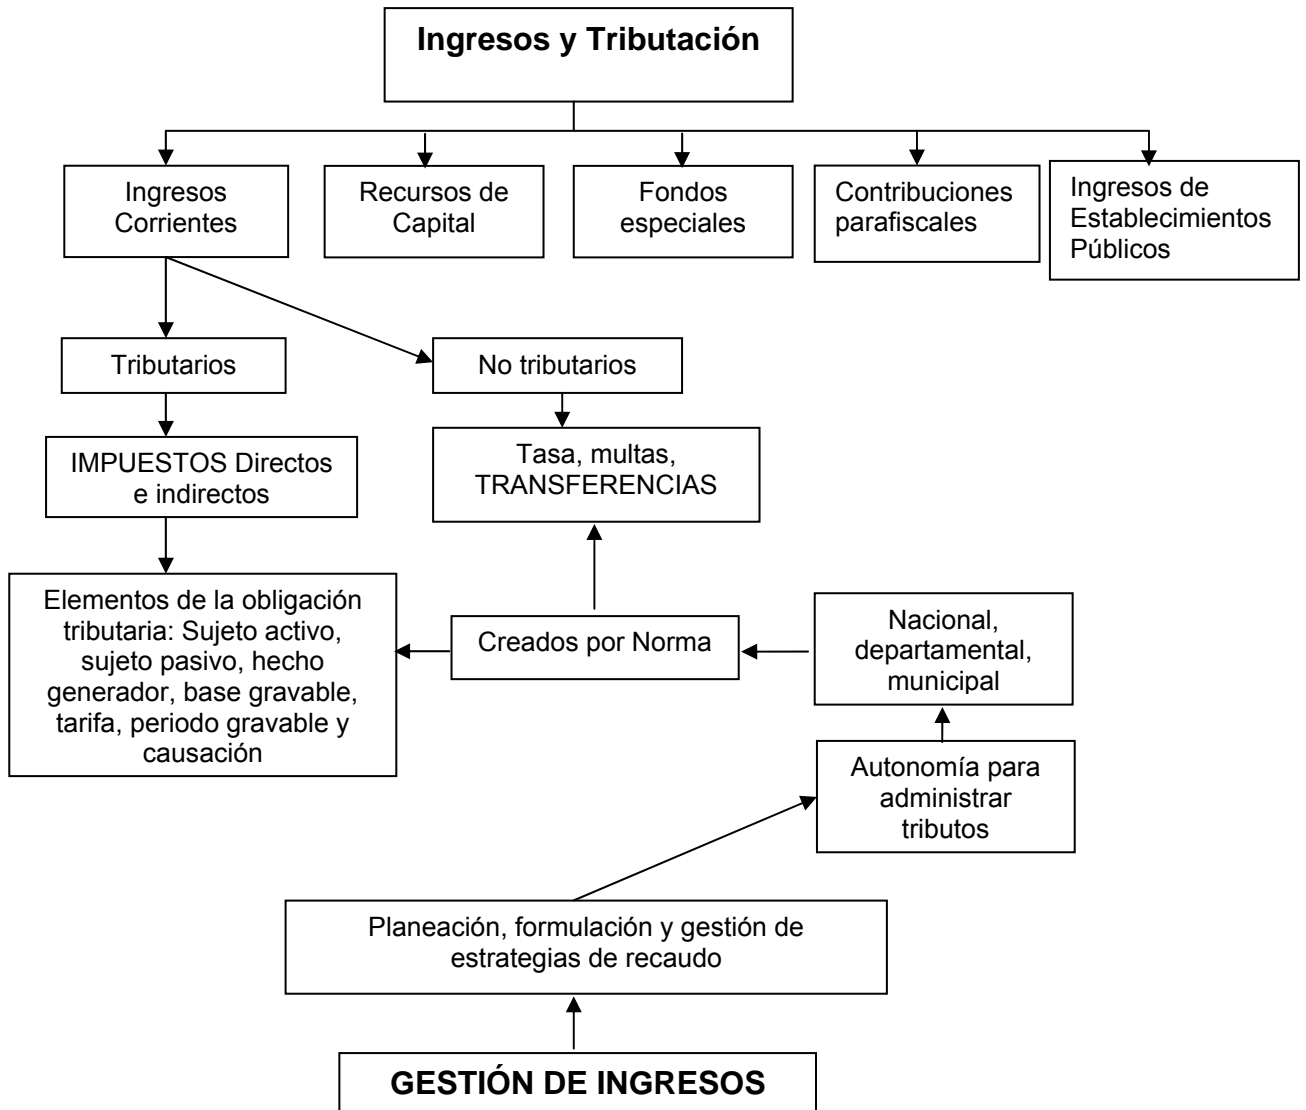 Ingresos y Tributación
Ingresos
Corrientes
Recursos de
Capital
Fondos
especiales
Contribuciones
parafiscales
Ingresos de
Establecimientos
Públicos
Tributarios
No tributarios
IMPUESTOS Directos
e indirectos
Tasa, multas,
TRANSFERENCIAS
Elementos de la obligación
tributaria: Sujeto activo,
sujeto pasivo, hecho
generador, base gravable,
tarifa, periodo gravable y
causación
Creados por Norma
Nacional,
departamental,
municipal
Autonomía para
administrar
tributos
Planeación, formulación y gestión de
estrategias de recaudo
GESTIÓN DE INGRESOS